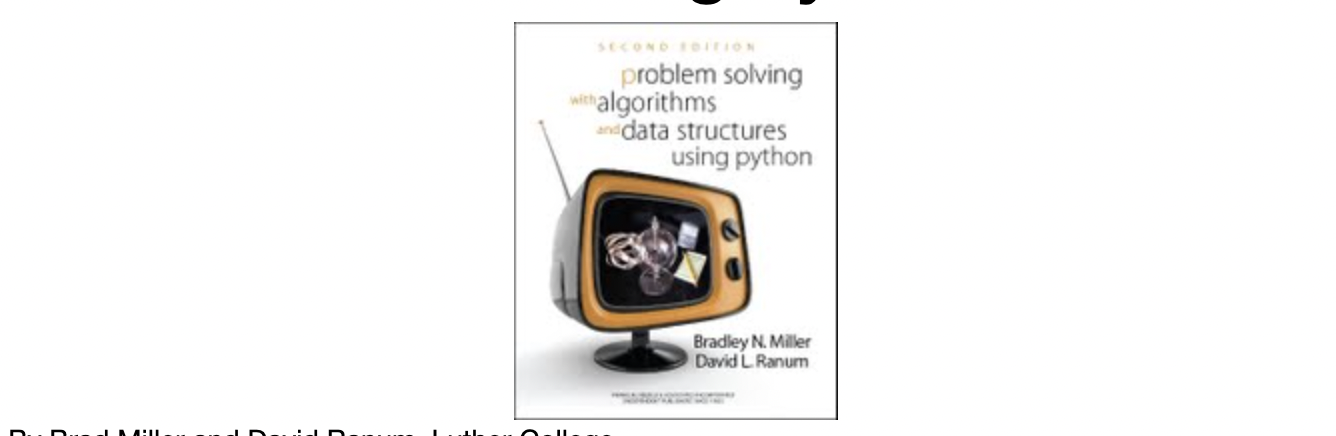 SECOND EDITION
problem solving
with algorithms
and data structures
using python
Bradley N. Miller
David L. Ranum
By Brad Miller and David Ranum, Luther College